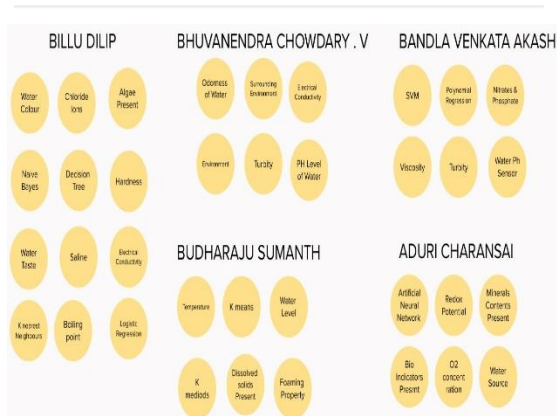 BILLU DILIP
Water
Colour
Chloride
Ions
Algae
Present
Naive
Bayes
Decision
Tree
Hardness
Water
Taste
Saline
Electrical
Conductivity
K nearest
Neighbours
Boiling
point
Logistic
Regression
BHUVANENDRA CHOWDARY . V
Odorness
of Water
Surrounding
Environment
Electrical
Conductivity
Environment
Turbity
PH Level
of Water
BANDLA VENKATA AKASH
SVM
Polynomial
Regression
Nitrates &
Phosphate
Viscosity
Turbity
Water Ph
Sensor
BUDHARAJU SUMANTH
Temperature
K means
Water
Level
K
mediods
Dissolved
solids
Present
Foaming
Property
ADURI CHARANSAI
Artificial
Neural
Network
Redox
Potential
Minerals
Contents
Present
Bio
Indicators
Present
O2
concent
ration
Water
Source